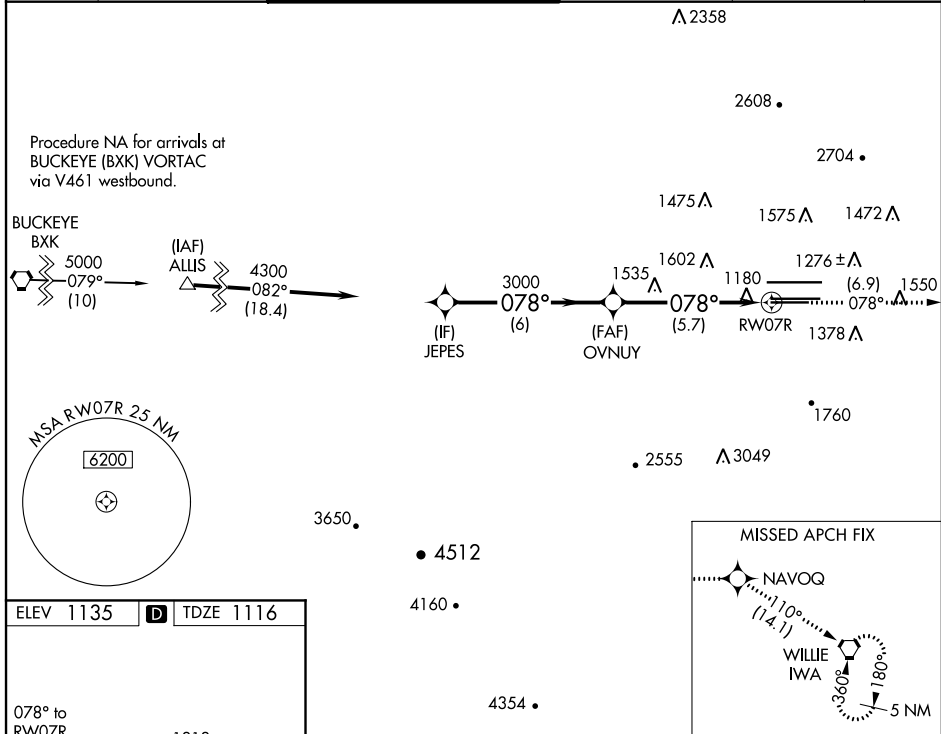 2358
2608
Procedure NA for arrivals at
BUCKEYE (BXK) VORTAC
via V461 westbound.
2704
1475
1575
1472
BUCKEYE
BXK
5000
079°
(10)
(IAF)
ALLIS
4300
082°
(18.4)
1602
1276 ±
1535
1180
(6.9)
078°
1550
3000
078°
(6)
078°
(5.7)
RW07R
(IF)
JEPES
(FAF)
OVNUY
1378
MSA RW07R 25 NM
6200
1760
2555
3049
3650
4512
4160
4354
MISSED APCH FIX
NAVOQ
110°
(14.1)
WILLIE
IWA
360°
180°
5 NM
ELEV 1135
D
TDZE 1116
078° to